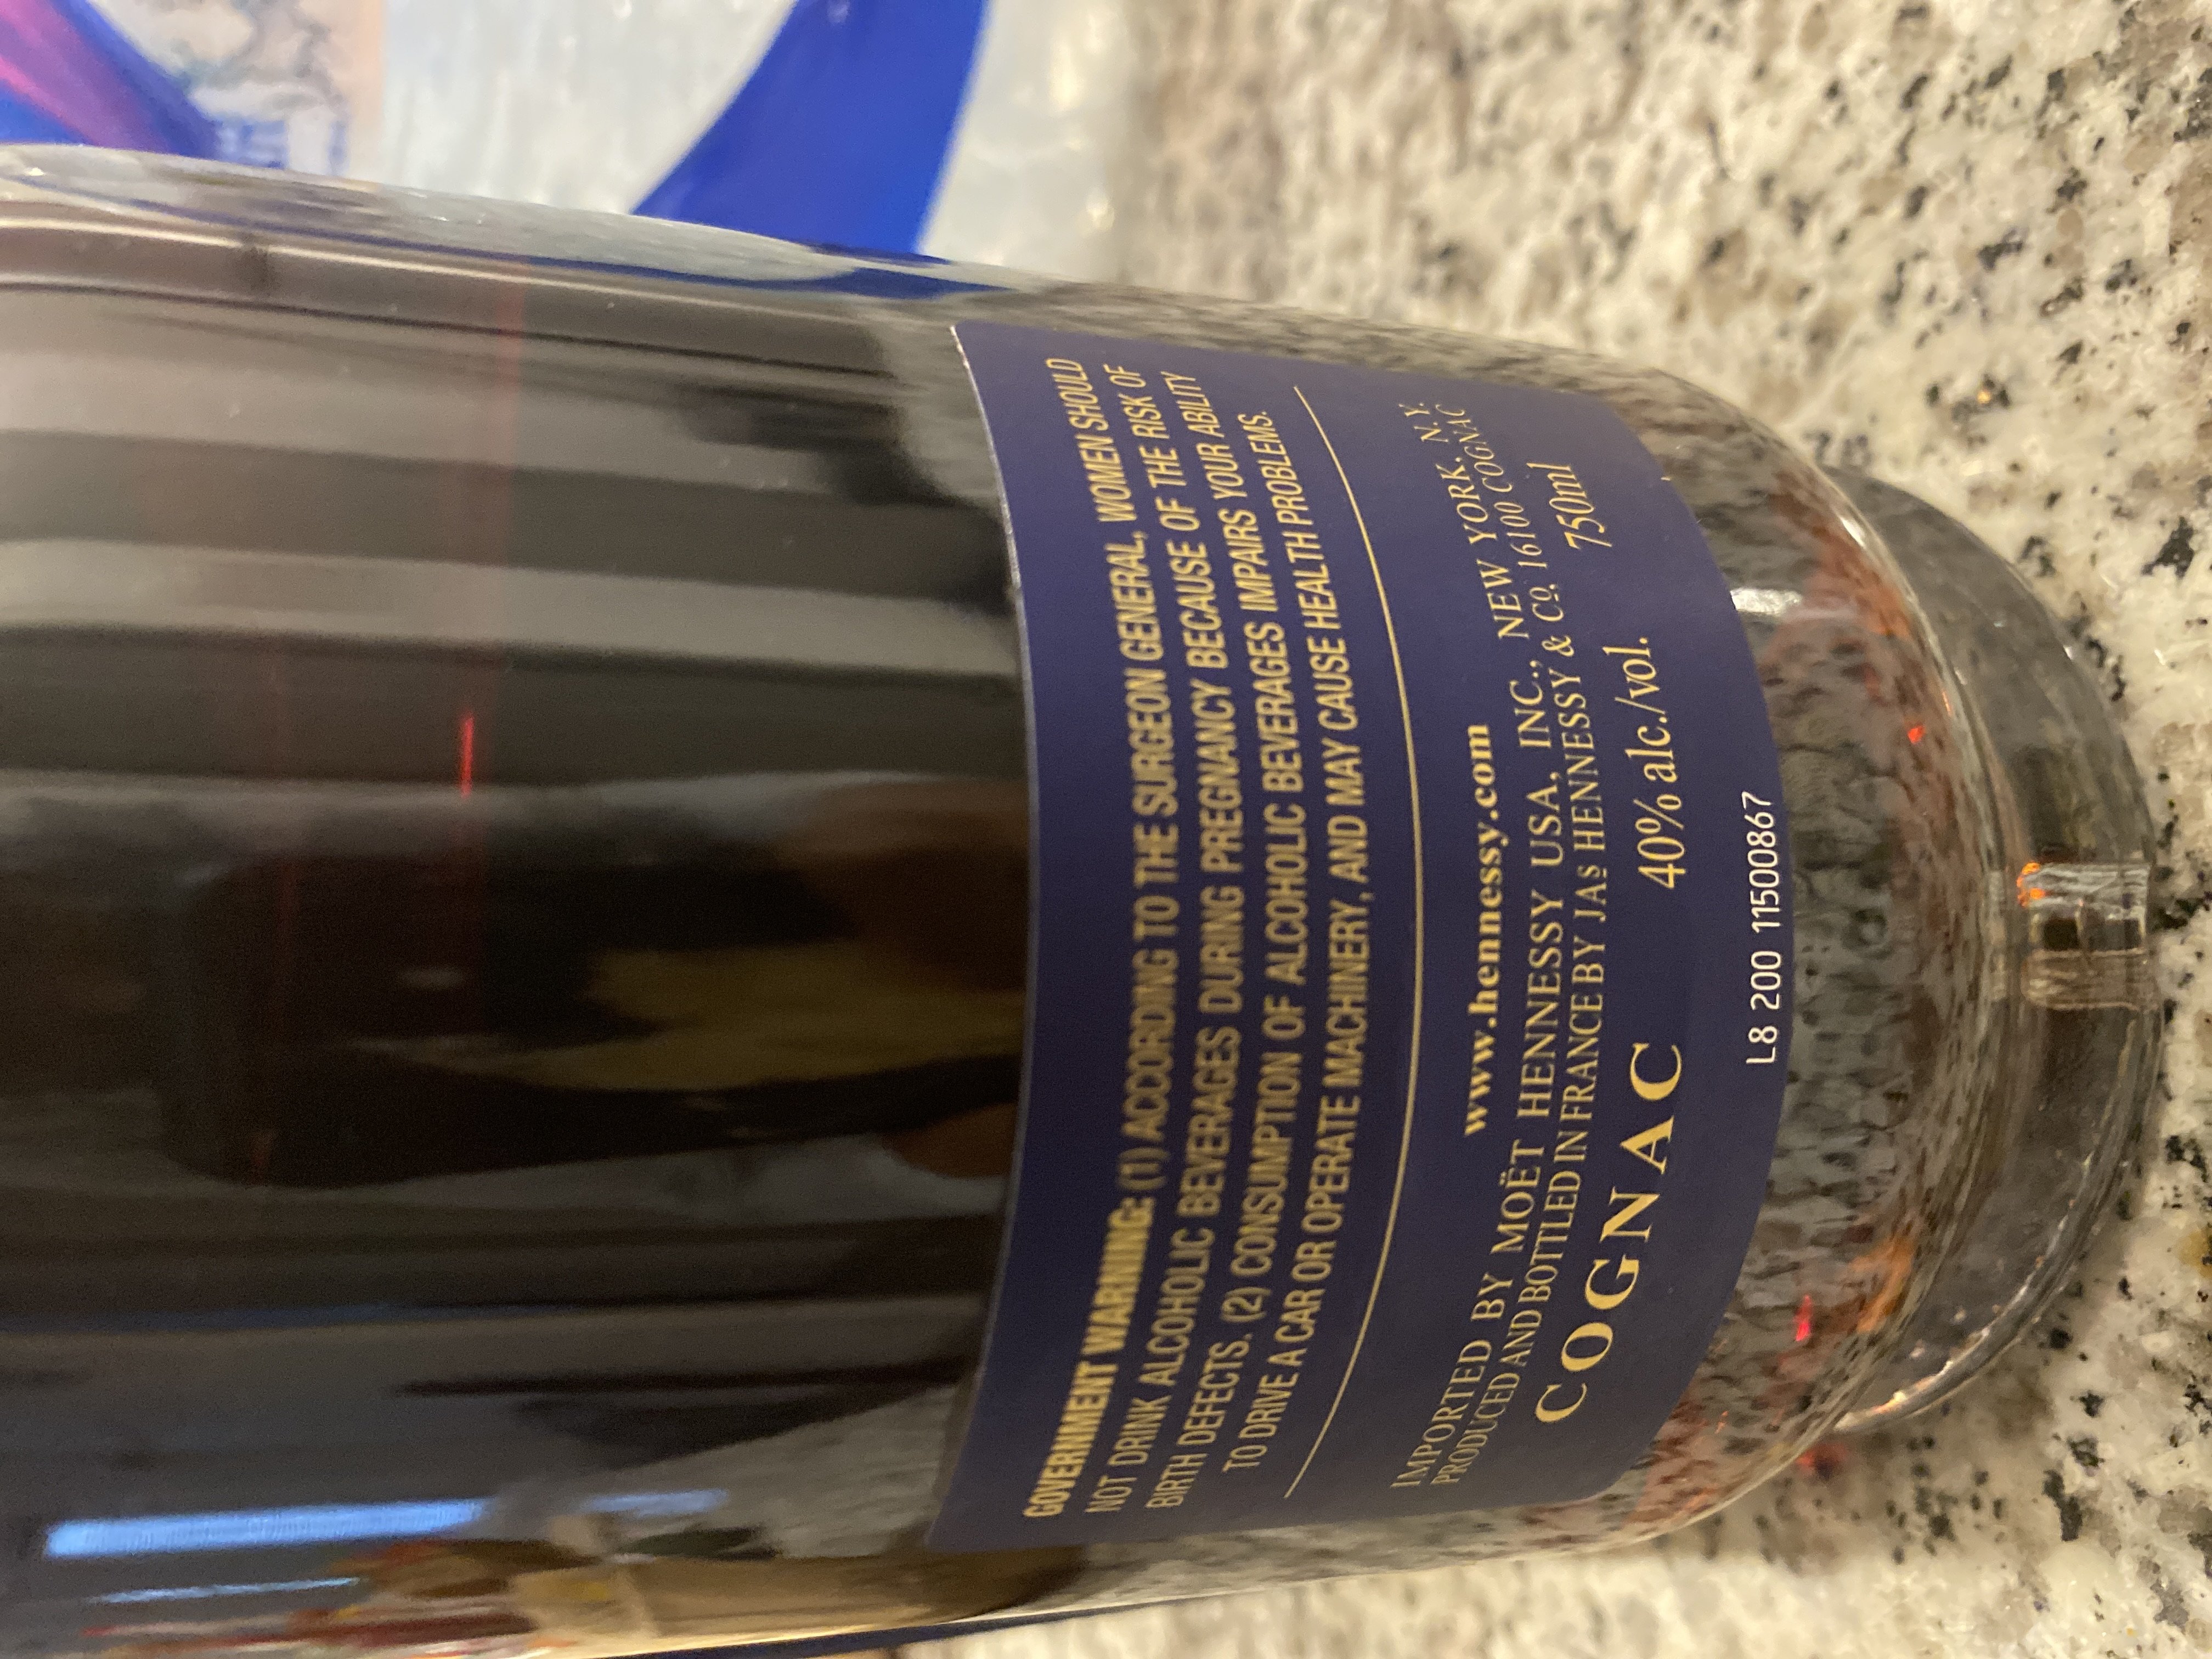 GOVERNMENT WARNING: (1) ACCORDING TO THE SURGEON GENERAL, WOMEN SHOULD
NOT DRINK ALCOHOLIC BEVERAGES DURING PREGNANCY BECAUSE OF THE RISK OF
BIRTH DEFECTS. (2) CONSUMPTION OF ALCOHOLIC BEVERAGES IMPAIRS YOUR ABILITY
TO DRIVE A CAR OR OPERATE MACHINERY, AND MAY CAUSE HEALTH PROBLEMS.
www.hennessy.com
IMPORTED BY MOËT HENNESSY USA, INC., NEW YORK, N.Y.
PRODUCED AND BOTTLED IN FRANCE BY JAS HENNESSY & CO, 16100 COGNAC
COGNAC 40% alc./vol. 750ml
L8 200 11500867